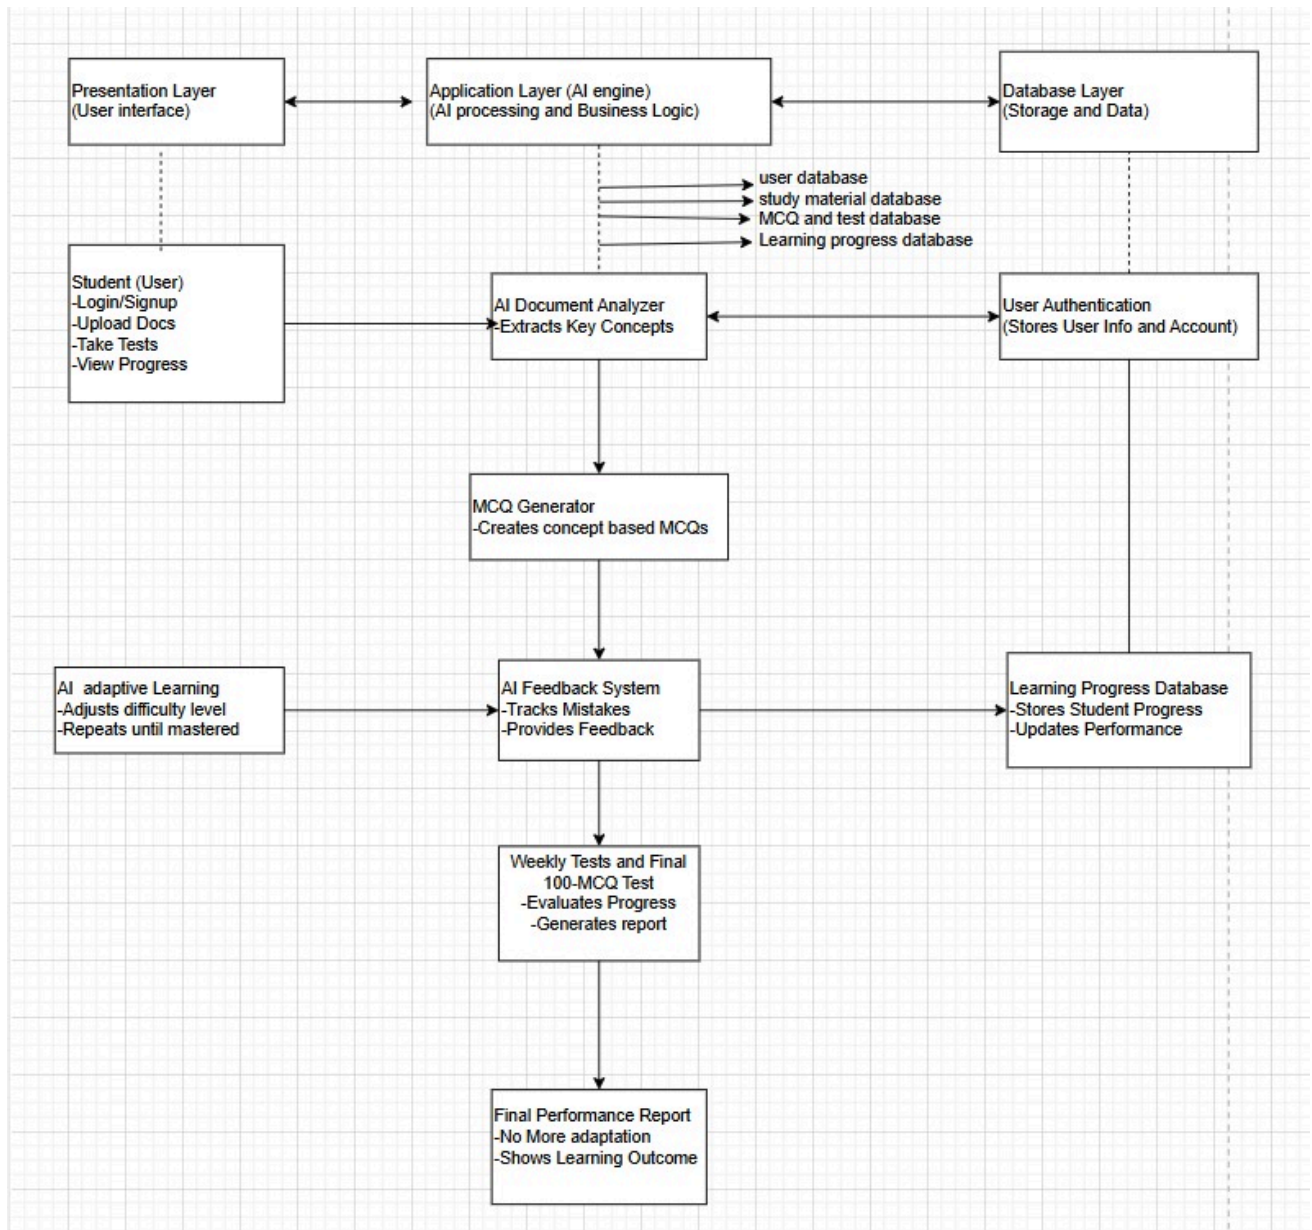 Presentation Layer
(User interface)
Application Layer (AI engine)
(AI processing and Business Logic)
Database Layer
(Storage and Data)
user database
study material database
MCQ and test database
Learning progress database
Student (User)
-Login/Signup
-Upload Docs
-Take Tests
-View Progress
AI Document Analyzer
-Extracts Key Concepts
User Authentication
(Stores User Info and Account)
MCQ Generator
-Creates concept based MCQs
AI adaptive Learning
-Adjusts difficulty level
-Repeats until mastered
AI Feedback System
-Tracks Mistakes
-Provides Feedback
Learning Progress Database
-Stores Student Progress
-Updates Performance
Weekly Tests and Final
100-MCQ Test
-Evaluates Progress
-Generates report
Final Performance Report
-No More adaptation
-Shows Learning Outcome